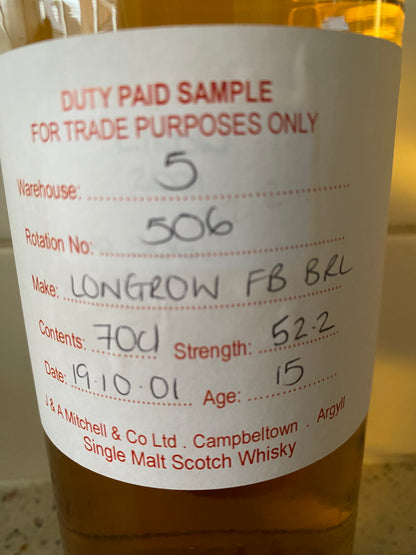 DUTY PAID SAMPLE
FOR TRADE PURPOSES ONLY
Warehouse: 5
Rotation No: 506
Make: LONGROW FB BRL
Contents: 70cl Strength: 52.2
Date: 19.10.01 Age: 15
J & A Mitchell & Co Ltd . Campbeltown . Argyll
Single Malt Scotch Whisky